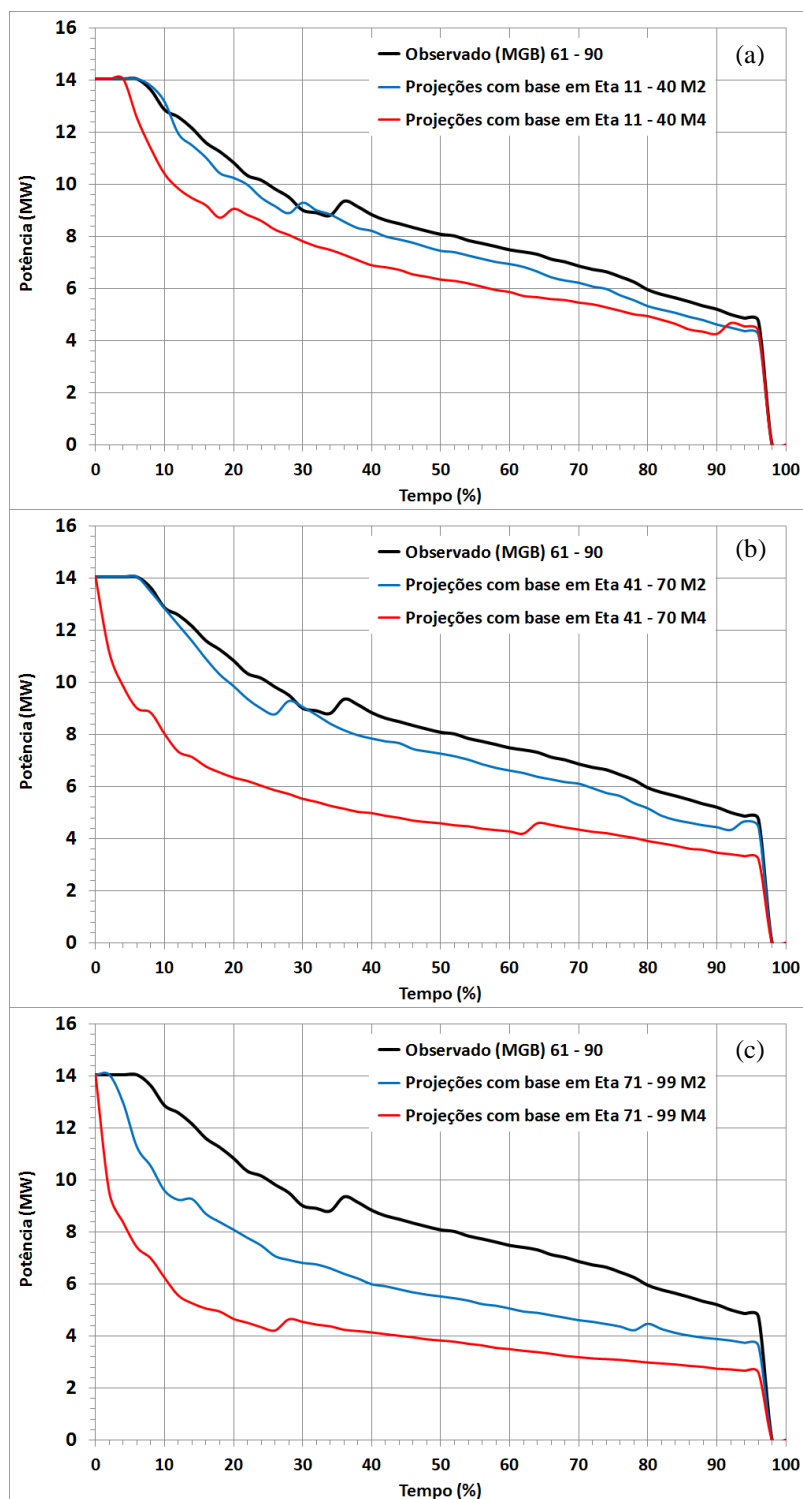 16
14
12
10
8
6
4
2
0
Potência (MW)
Observado (MGB) 61 - 90
Projeções com base em Eta 11 - 40 M2
Projeções com base em Eta 11 - 40 M4
(a)
0 10 20 30 40 50 60 70 80 90 100
Tempo (%)
16
14
12
10
8
6
4
2
0
Potência (MW)
Observado (MGB) 61 - 90
Projeções com base em Eta 41 - 70 M2
Projeções com base em Eta 41 - 70 M4
(b)
0 10 20 30 40 50 60 70 80 90 100
Tempo (%)
16
14
12
10
8
6
4
2
0
Potência (MW)
Observado (MGB) 61 - 90
Projeções com base em Eta 71 - 99 M2
Projeções com base em Eta 71 - 99 M4
(c)
0 10 20 30 40 50 60 70 80 90 100
Tempo (%)